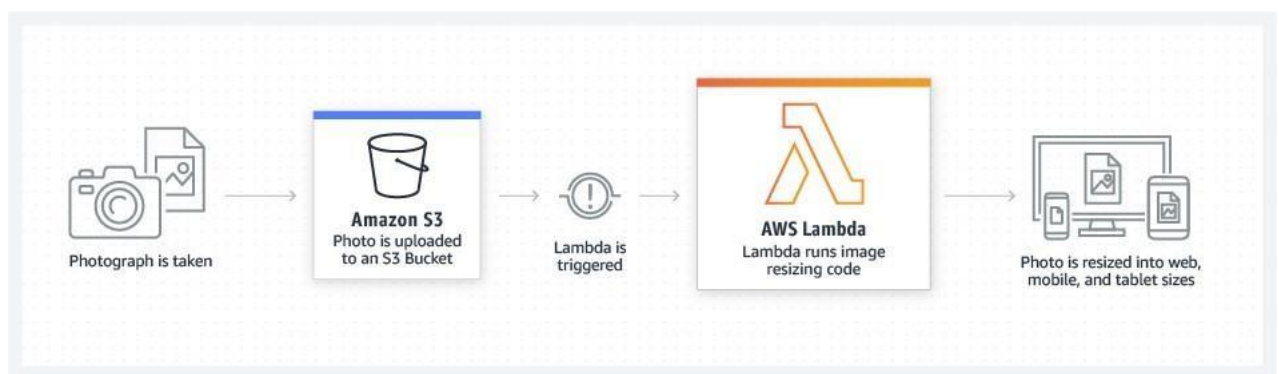 Photograph is taken
Amazon S3
Photo is uploaded
to an S3 Bucket
Lambda is
triggered
AWS Lambda
Lambda runs image
resizing code
Photo is resized into web,
mobile, and tablet sizes